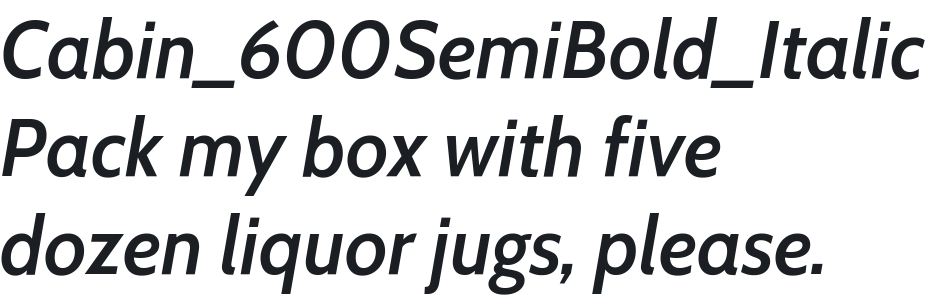 Cabin_600SemiBold_Italic
Pack my box with five
dozen liquor jugs, please.